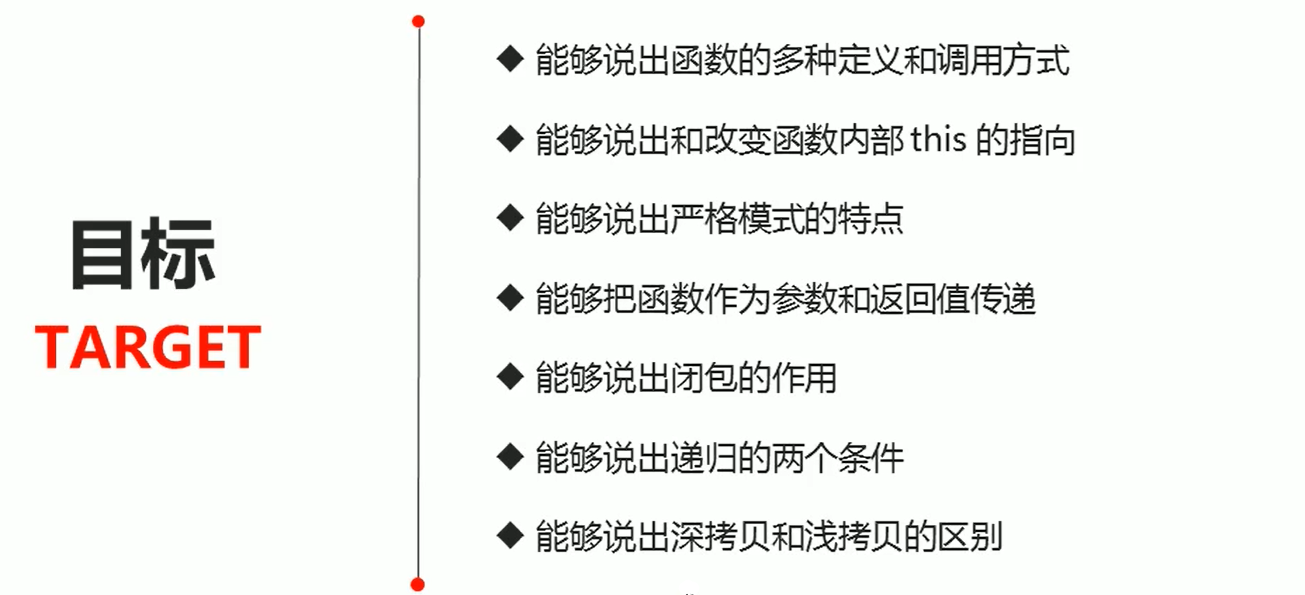 目标
TARGET
◆ 能够说出函数的多种定义和调用方式
◆ 能够说出和改变函数内部 this 的指向
◆ 能够说出严格模式的特点
◆ 能够把函数作为参数和返回值传递
◆ 能够说出闭包的作用
◆ 能够说出递归的两个条件
◆ 能够说出深拷贝和浅拷贝的区别